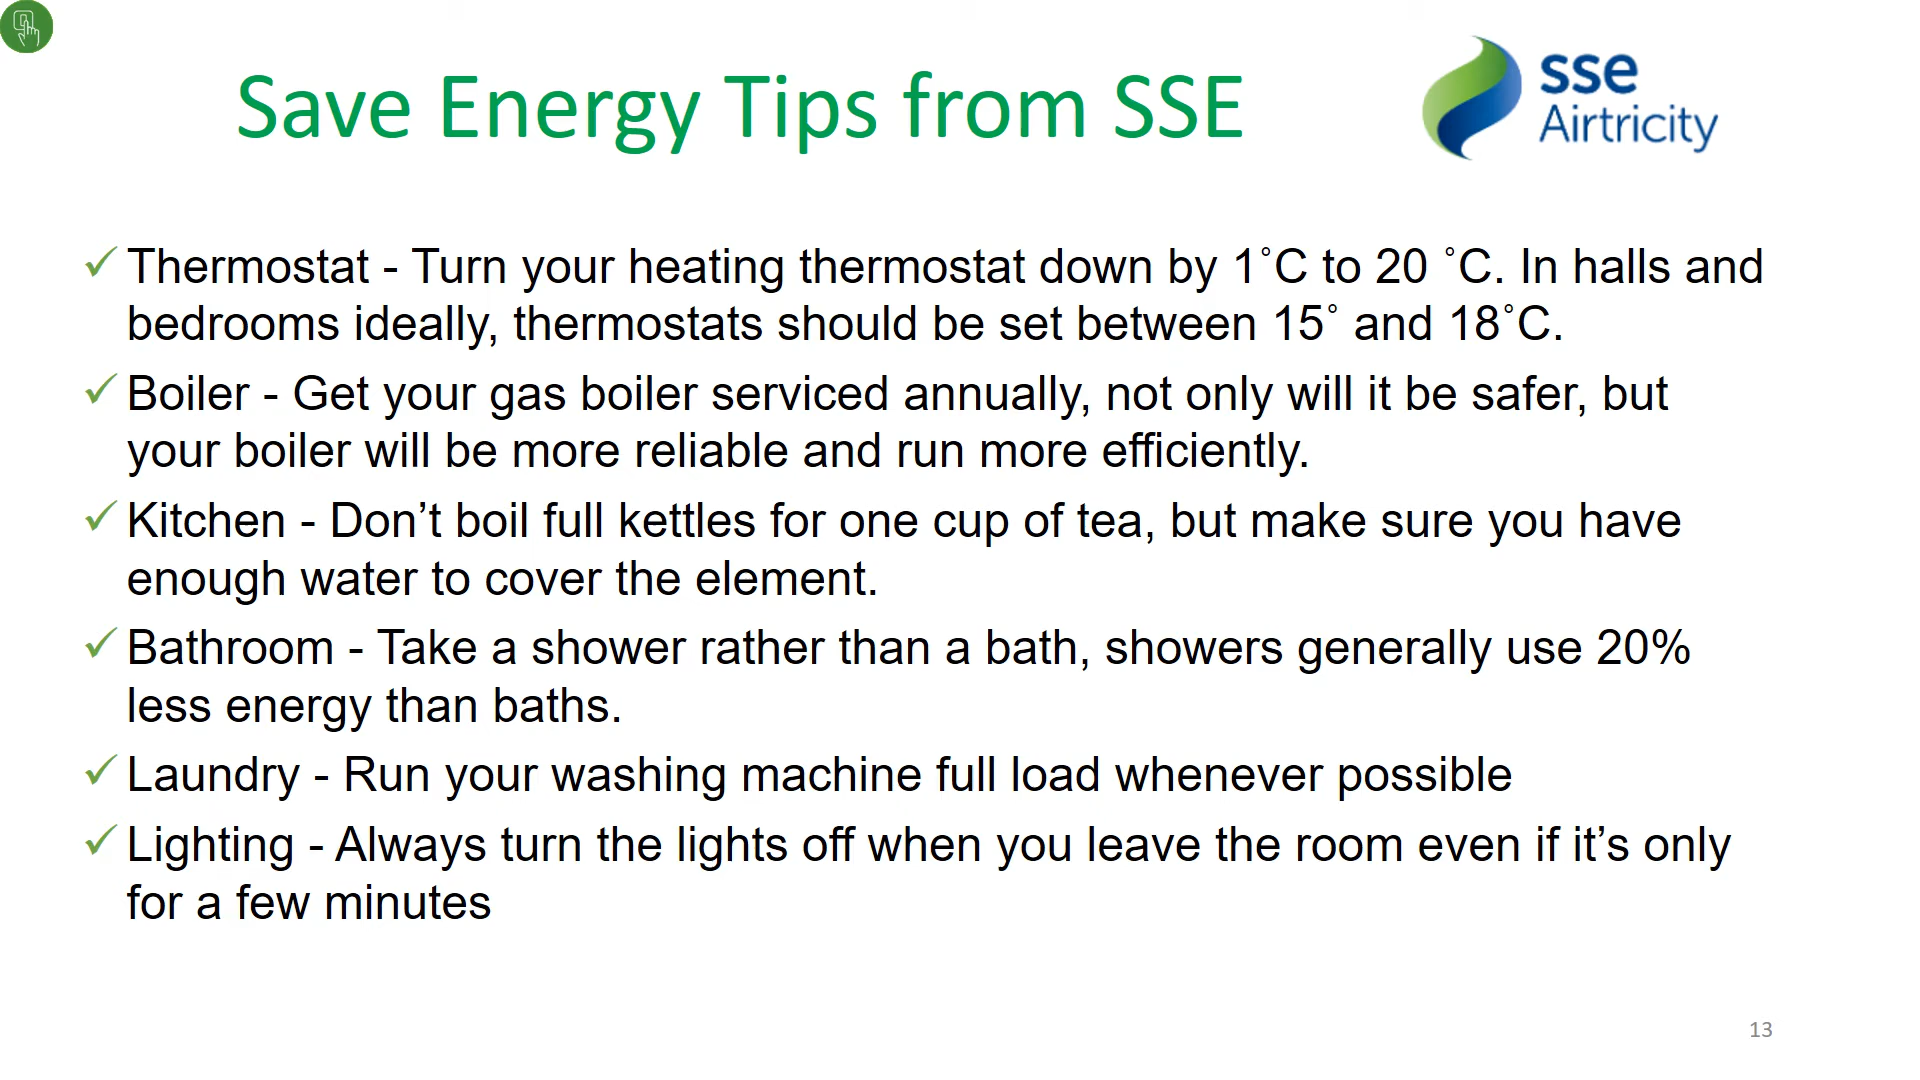 Save Energy Tips from SSE
sse
Airtricity
✓ Thermostat - Turn your heating thermostat down by 1˚C to 20 ˚C. In halls and
bedrooms ideally, thermostats should be set between 15˚ and 18˚C.
✓ Boiler - Get your gas boiler serviced annually, not only will it be safer, but
your boiler will be more reliable and run more efficiently.
✓ Kitchen - Don’t boil full kettles for one cup of tea, but make sure you have
enough water to cover the element.
✓ Bathroom - Take a shower rather than a bath, showers generally use 20%
less energy than baths.
✓ Laundry - Run your washing machine full load whenever possible
✓ Lighting - Always turn the lights off when you leave the room even if it’s only
for a few minutes
13